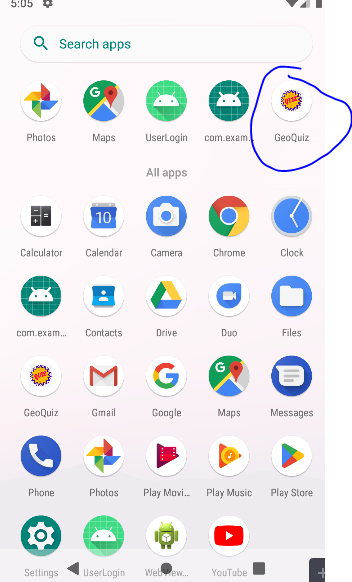 5:05
Search apps
Photos
Maps
UserLogin
com.exam...
GeoQuiz
All apps
10
Calculator
Calendar
Camera
Chrome
Clock
com.exam...
Contacts
Drive
Duo
Files
GeoQuiz
Gmail
Google
Maps
Messages
Phone
Photos
Play Movi...
Play Music
Play Store
Settings
UserLogin
WebView...
YouTube